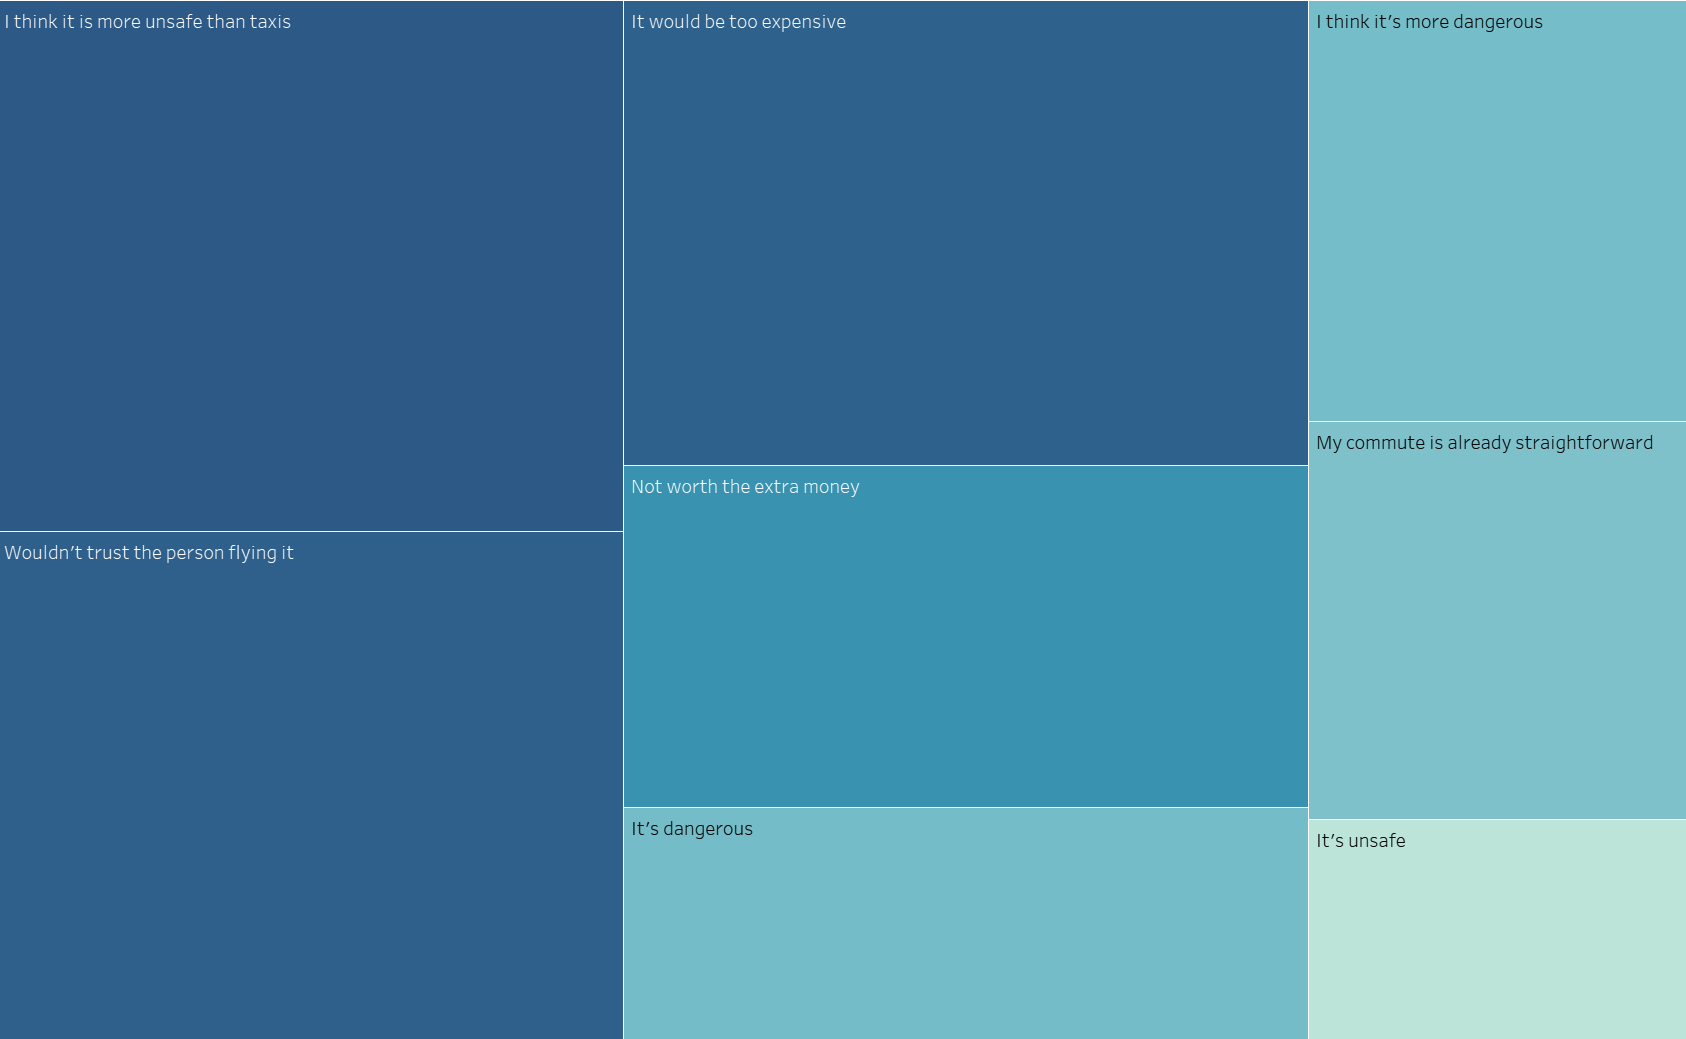 I think it is more unsafe than taxis
Wouldn’t trust the person flying it
It would be too expensive
Not worth the extra money
It’s dangerous
I think it’s more dangerous
My commute is already straightforward
It’s unsafe